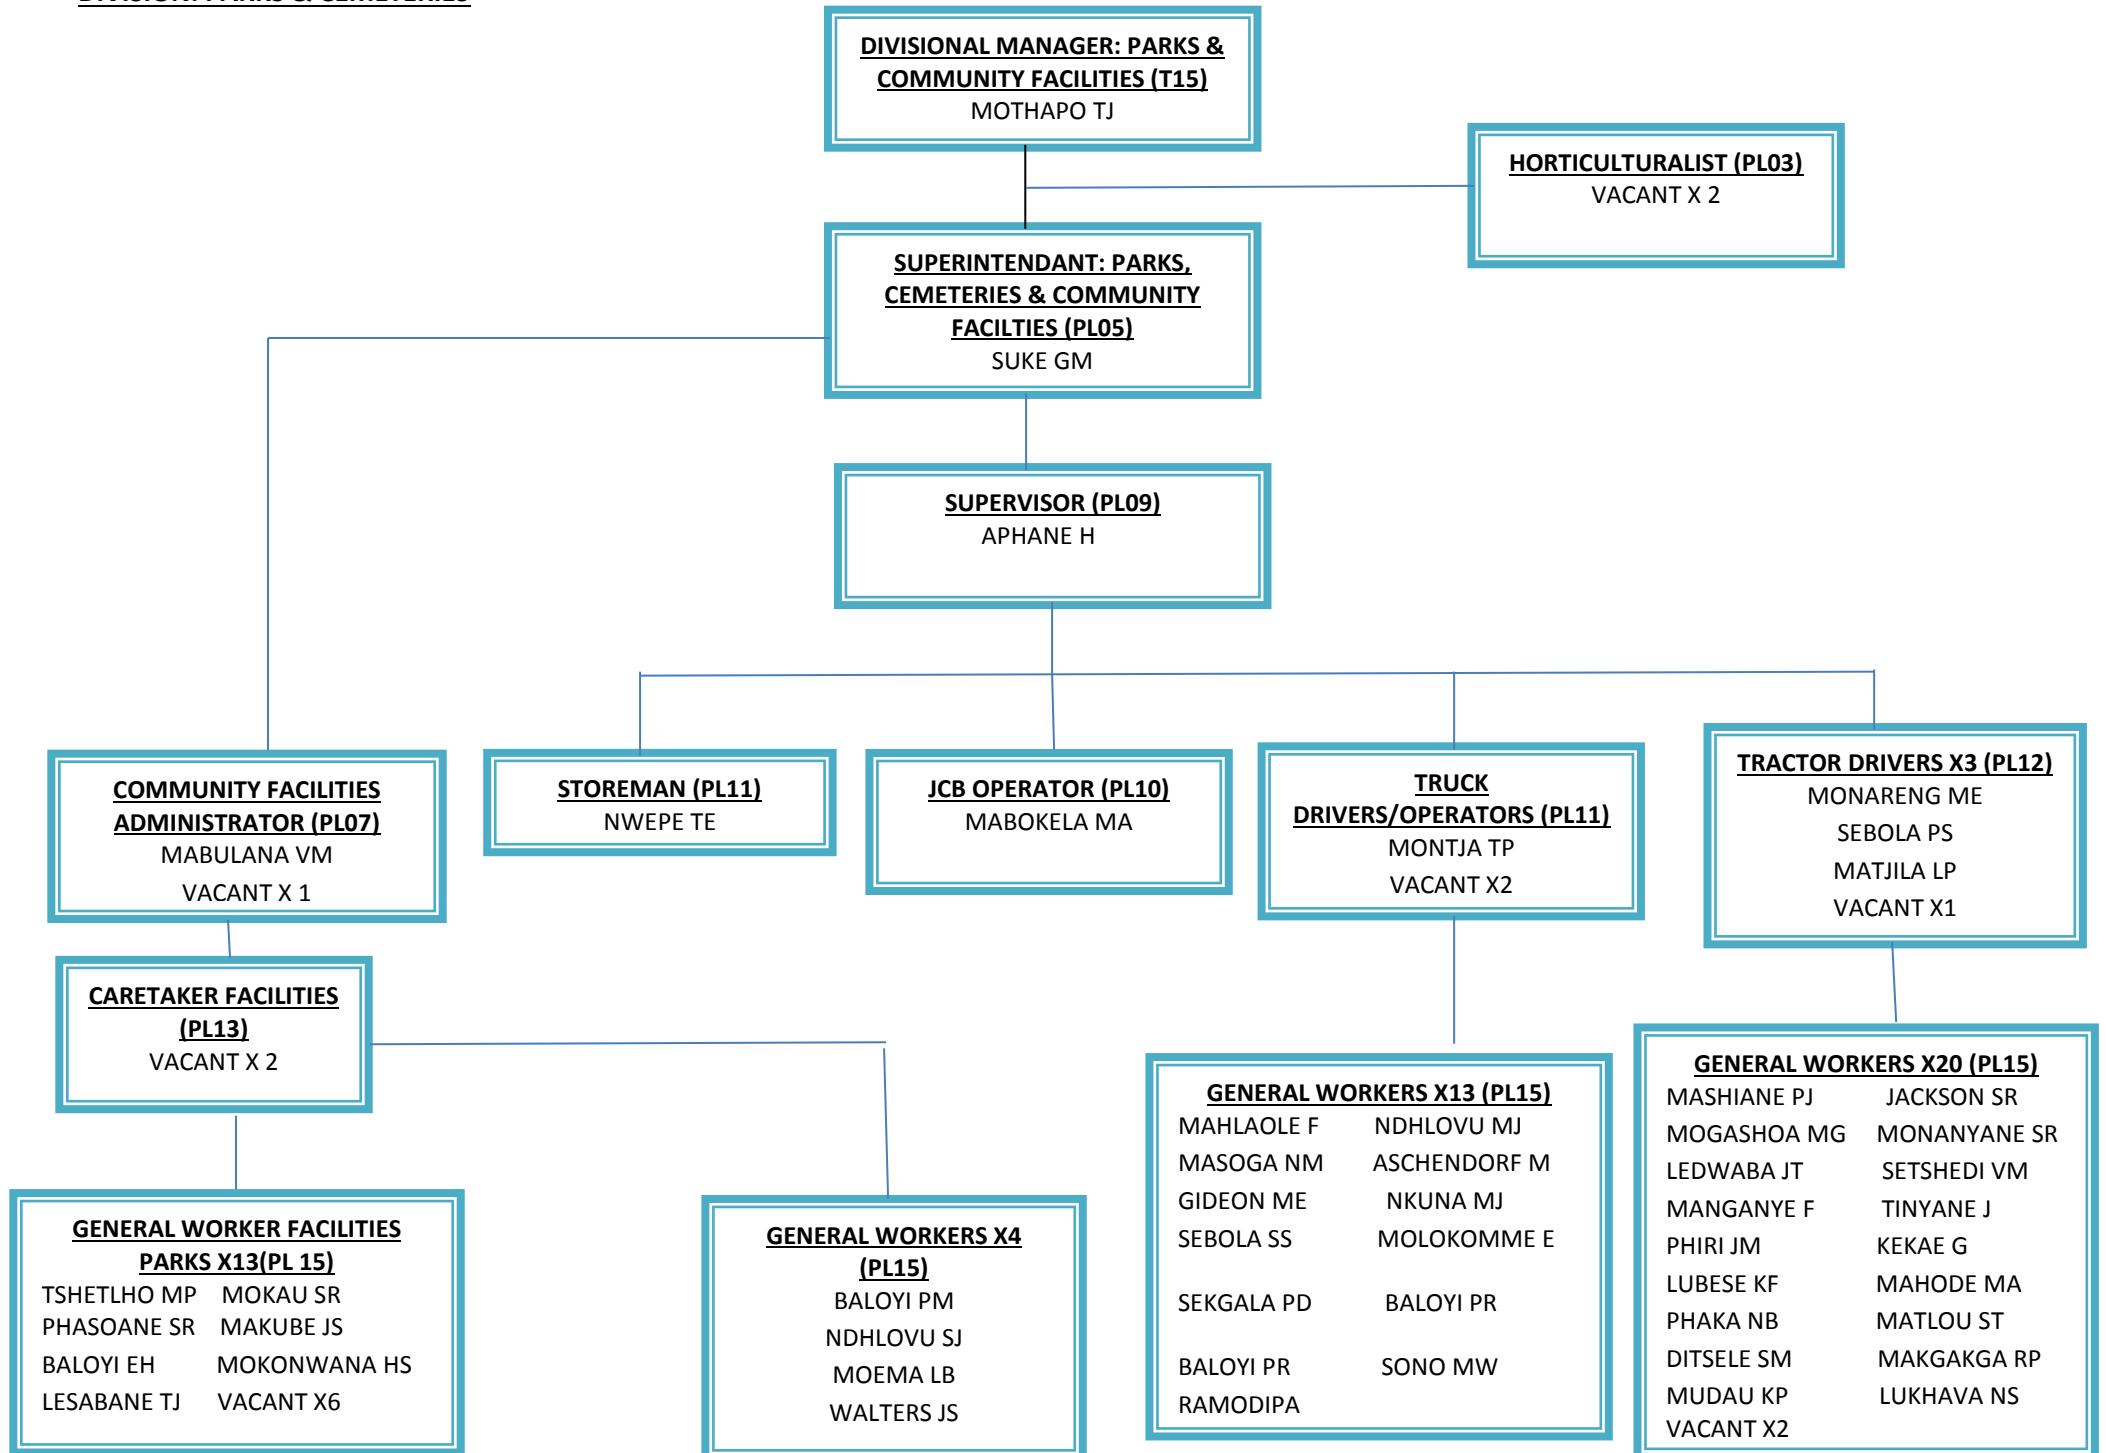 DIVISION: PARKS & CEMETERIES
DIVISIONAL MANAGER: PARKS &
COMMUNITY FACILITIES (T15)
MOTHAPO TJ
HORTICULTURALIST (PL03)
VACANT X 2
SUPERINTENDANT: PARKS,
CEMETERIES & COMMUNITY
FACILTIES (PL05)
SUKE GM
SUPERVISOR (PL09)
APHANE H
COMMUNITY FACILITIES
ADMINISTRATOR (PL07)
MABULANA VM
VACANT X 1
STOREMAN (PL11)
NWEPE TE
JCB OPERATOR (PL10)
MABOKELA MA
TRUCK
DRIVERS/OPERATORS (PL11)
MONTJA TP
VACANT X2
TRACTOR DRIVERS X3 (PL12)
MONARENG ME
SEBOLA PS
MATJILA LP
VACANT X1
CARETAKER FACILITIES
(PL13)
VACANT X 2
GENERAL WORKER FACILITIES
PARKS X13(PL 15)
TSHETLHO MP MOKAU SR
PHASOANE SR MAKUBE JS
BALOYI EH MOKONWANA HS
LESABANE TJ VACANT X6
GENERAL WORKERS X4
(PL15)
BALOYI PM
NDHLOVU SJ
MOEMA LB
WALTERS JS
GENERAL WORKERS X13 (PL15)
MAHLAOLE F NDHLOVU MJ
MASOGA NM ASCHENDORF M
GIDEON ME NKUNA MJ
SEBOLA SS MOLOKOMME E
SEKGALA PD BALOYI PR
BALOYI PR SONO MW
RAMODIPA
GENERAL WORKERS X20 (PL15)
MASHIANE PJ JACKSON SR
MOGASHOA MG MONANYANE SR
LEDWABA JT SETSHEDI VM
MANGANYE F TINYANE J
PHIRI JM KEKAE G
LUBESE KF MAHODE MA
PHAKA NB MATLOU ST
DITSELE SM MAKGAKGA RP
MUDAU KP LUKHAVA NS
VACANT X2